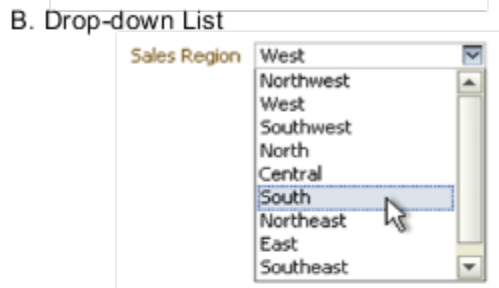 B. Drop-down List
Sales Region West
Northwest
West
Southwest
North
Central
South
Northeast
East
Southeast